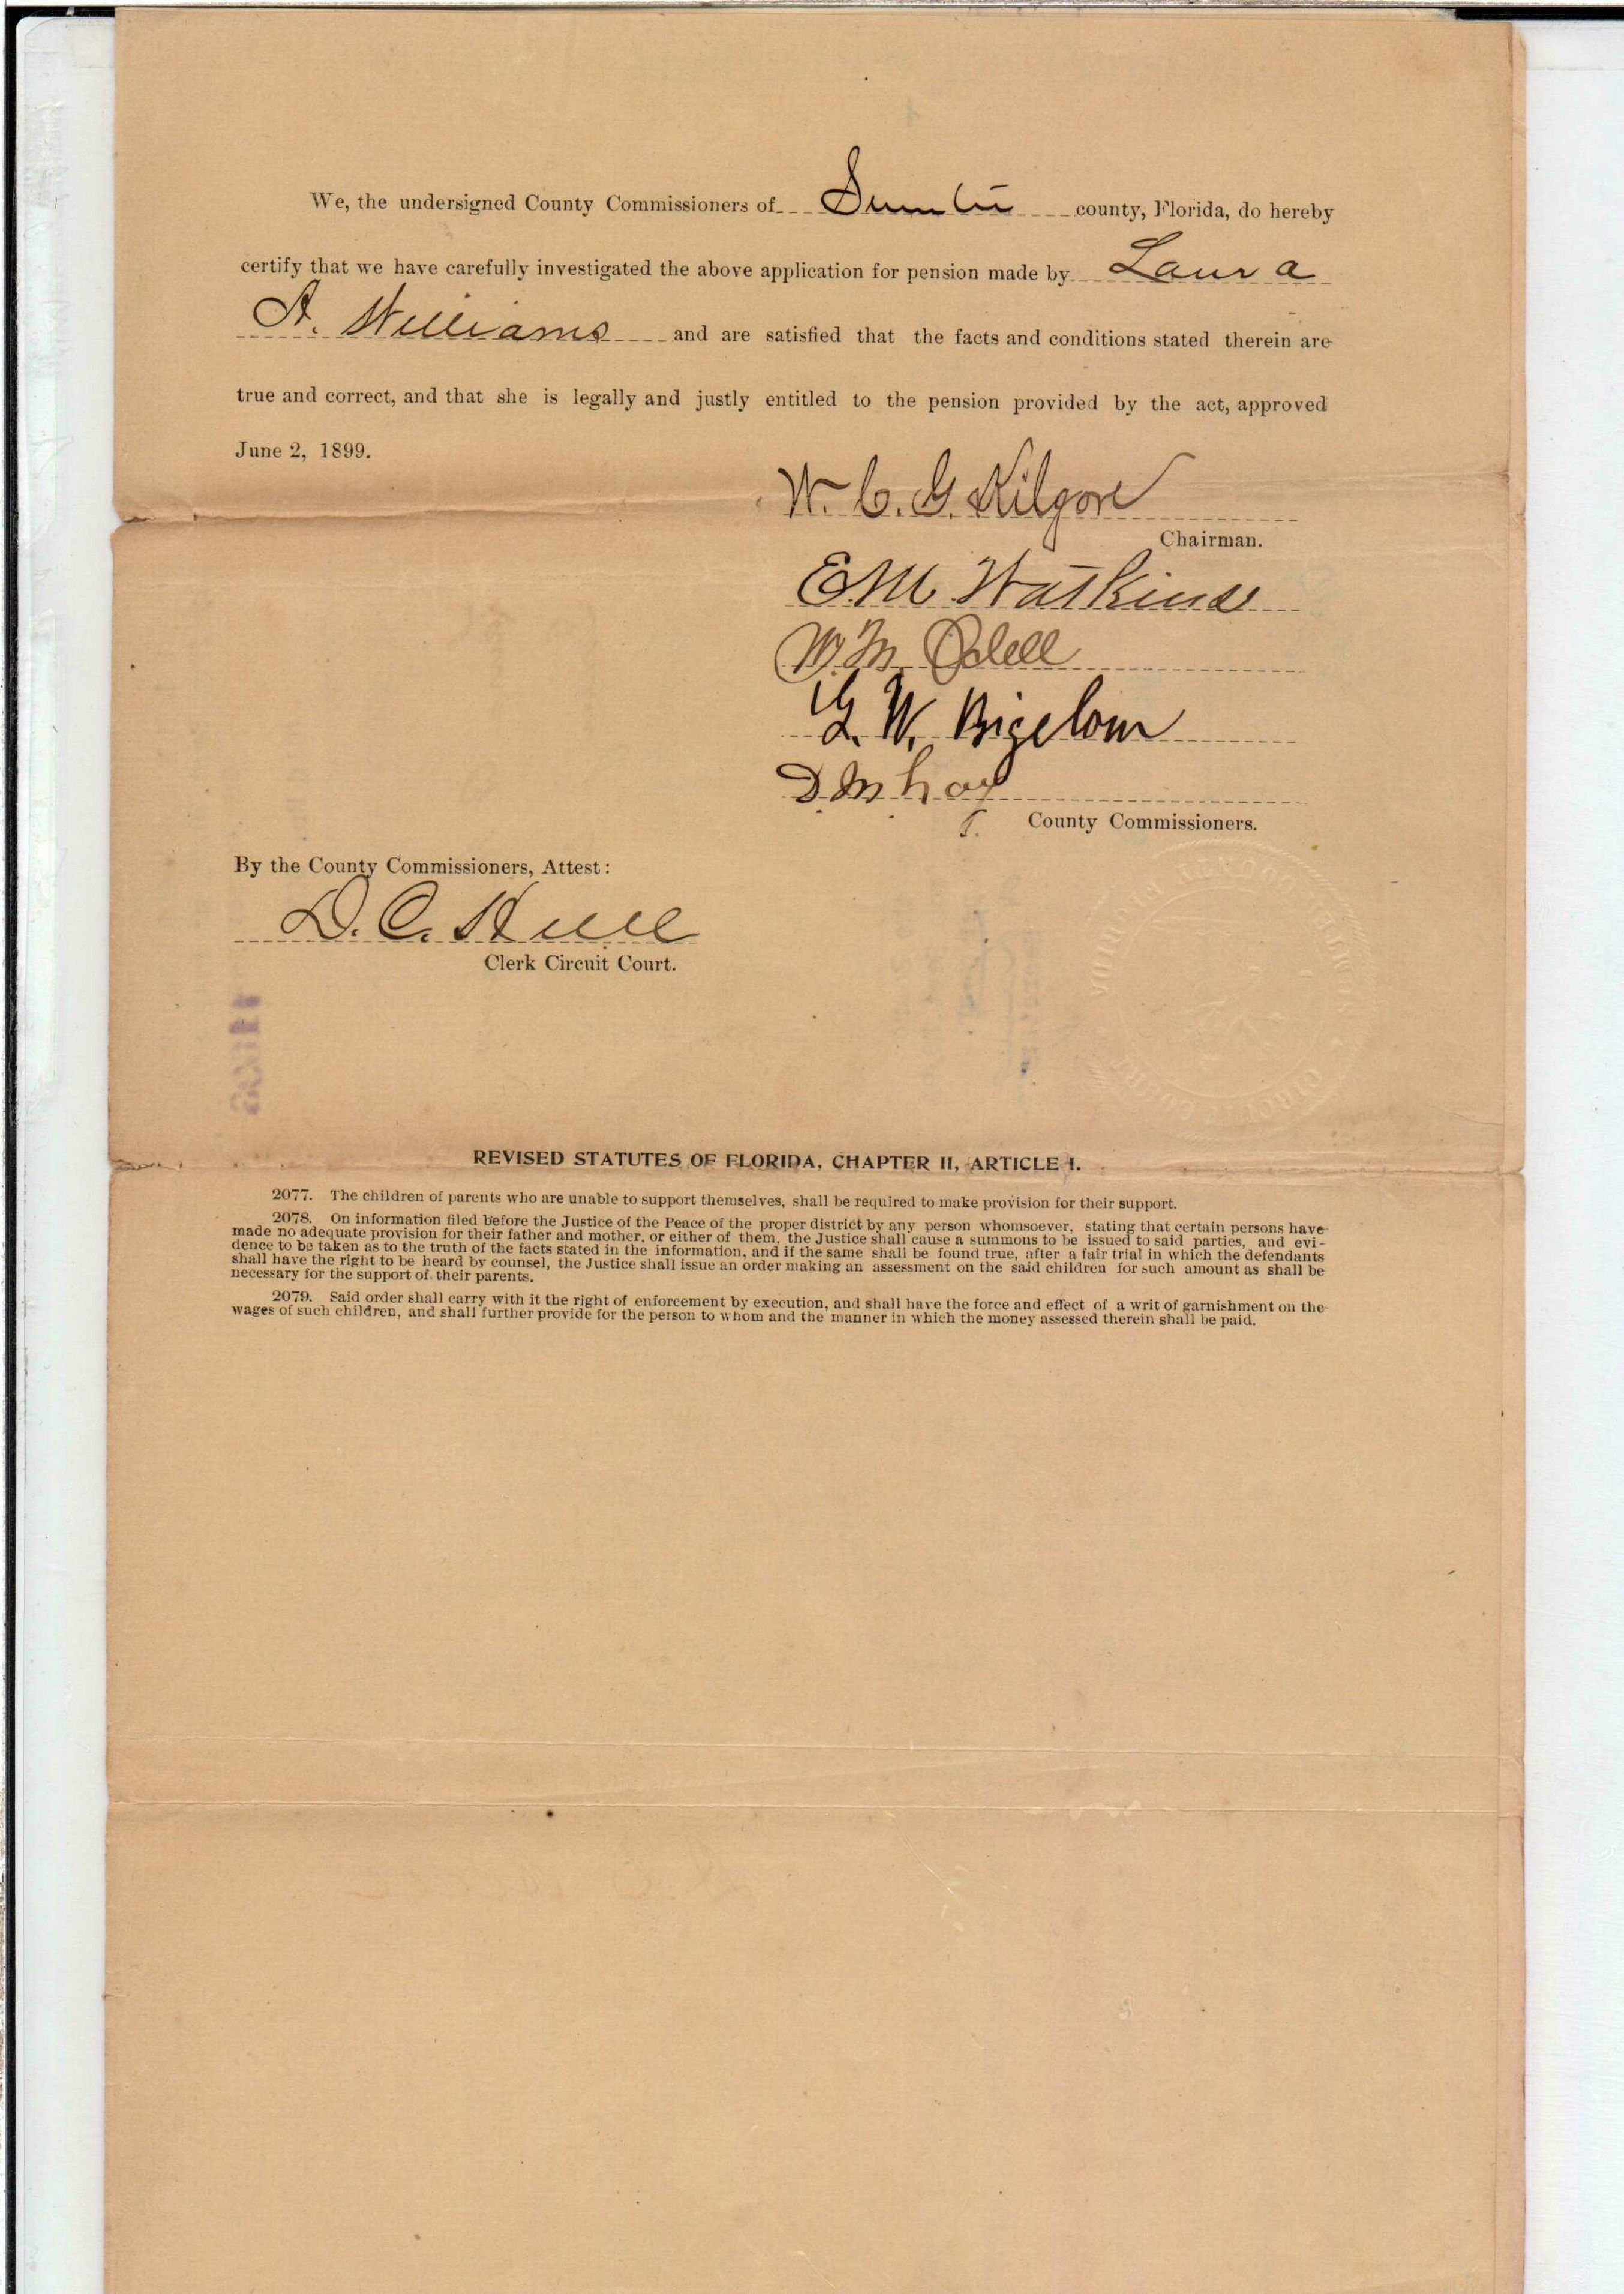 We, the undersigned County Commissioners of Sumter county, Florida, do hereby
certify that we have carefully investigated the above application for pension made by Laura
A. Williams and are satisfied that the facts and conditions stated therein are
true and correct, and that she is legally and justly entitled to the pension provided by the act, approved
June 2, 1899.
W. C. G. Kilgore
Chairman.
E M Watkins
W. M. Odell
G. W. Bigelow
D. M.
County Commissioners.
By the County Commissioners, Attest:
D. C. Hull
Clerk Circuit Court.
REVISED STATUTES OF FLORIDA, CHAPTER II, ARTICLE I.
2077. The children of parents who are unable to support themselves, shall be required to make provision for their support.
2078. On information filed before the Justice of the Peace of the proper district by any person whomsoever, stating that certain persons have
made no adequate provision for their father and mother, or either of them, the Justice shall cause a summons to be issued to said parties, and evi-
dence to be taken as to the truth of the facts stated in the information, and if the same shall be found true, after a fair trial in which the defendants
shall have the right to be heard by counsel, the Justice shall issue an order making an assessment on the said children for such amount as shall be
necessary for the support of their parents.
2079. Said order shall carry with it the right of enforcement by execution, and shall have the force and effect of a writ of garnishment on the
wages of such children, and shall further provide for the person to whom and the manner in which the money assessed therein shall be paid.